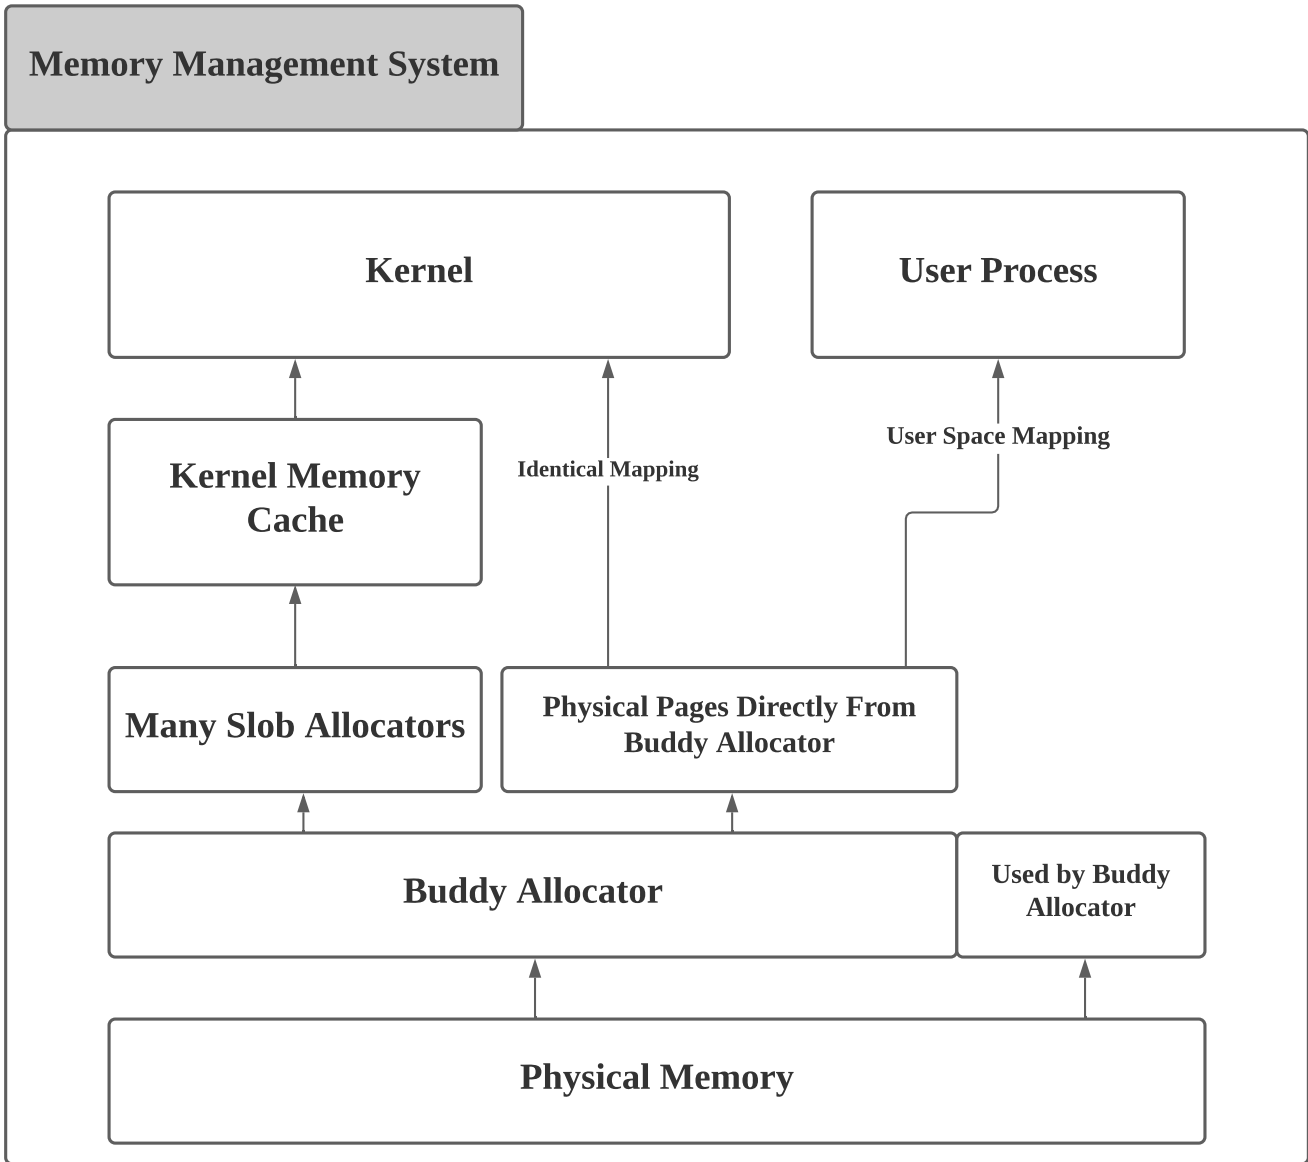 Memory Management System
Kernel
User Process
User Space Mapping
Kernel Memory
Cache
Identical Mapping
Many Slob Allocators
Physical Pages Directly From
Buddy Allocator
Buddy Allocator
Used by Buddy
Allocator
Physical Memory